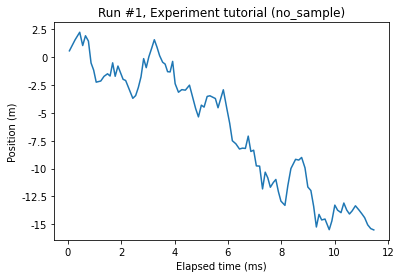 Run #1, Experiment tutorial (no_sample)
2.5
0
-2.5
-5
-7.5
-10
-12.5
-15
Position (m)
0 2 4 6 8 10 12
Elapsed time (ms)